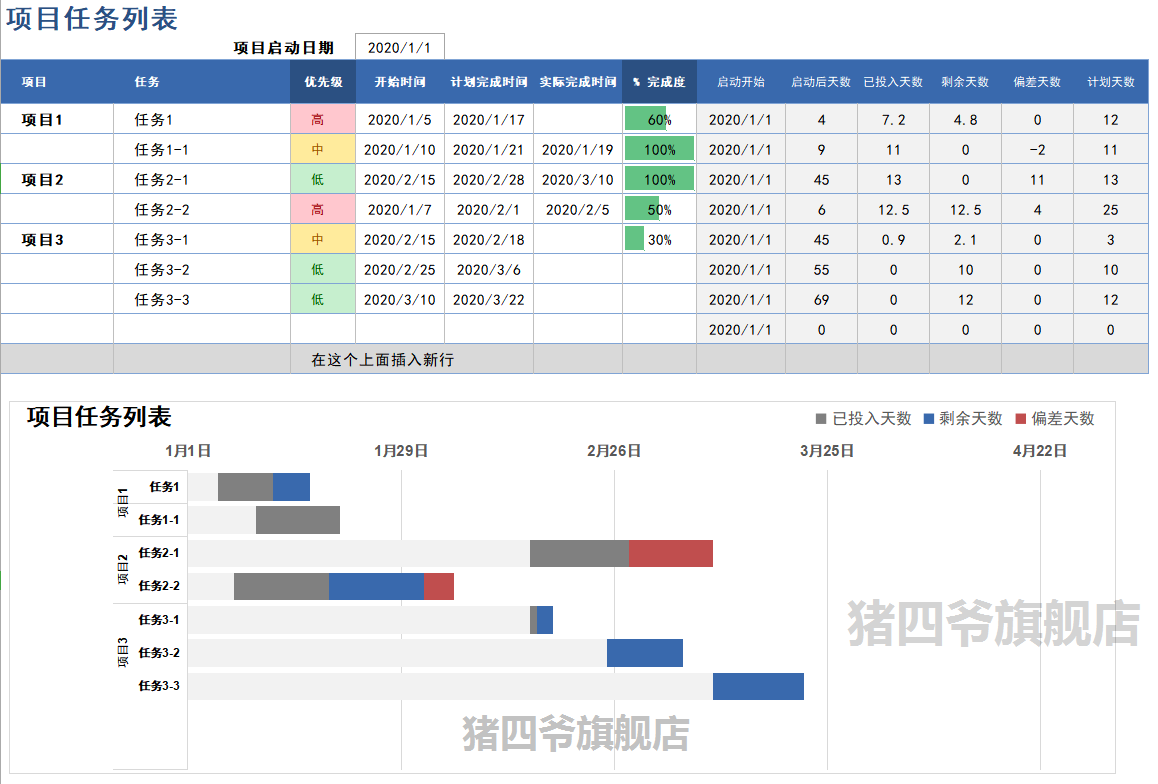 项目任务列表
项目启动日期 2020/1/1
项目 任务 优先级 开始时间 计划完成时间 实际完成时间 % 完成度 启动开始 启动后天数 已投入天数 剩余天数 偏差天数 计划天数
项目1 任务1 高 2020/1/5 2020/1/17 60% 2020/1/1 4 7.2 4.8 0 12
任务1-1 中 2020/1/10 2020/1/21 2020/1/19 100% 2020/1/1 9 11 0 -2 11
项目2 任务2-1 低 2020/2/15 2020/2/28 2020/3/10 100% 2020/1/1 45 13 0 11 13
任务2-2 高 2020/1/7 2020/2/1 2020/2/5 50% 2020/1/1 6 12.5 12.5 4 25
项目3 任务3-1 中 2020/2/15 2020/2/18 30% 2020/1/1 45 0.9 2.1 0 3
任务3-2 低 2020/2/25 2020/3/6 2020/1/1 55 0 10 0 10
任务3-3 低 2020/3/10 2020/3/22 2020/1/1 69 0 12 0 12
2020/1/1 0 0 0 0 0
在这个上面插入新行
项目任务列表
已投入天数 剩余天数 偏差天数
1月1日 1月29日 2月26日 3月25日 4月22日
项目1
任务1
任务1-1
项目2
任务2-1
任务2-2
项目3
任务3-1
任务3-2
任务3-3
猪四爷旗舰店
猪四爷旗舰店